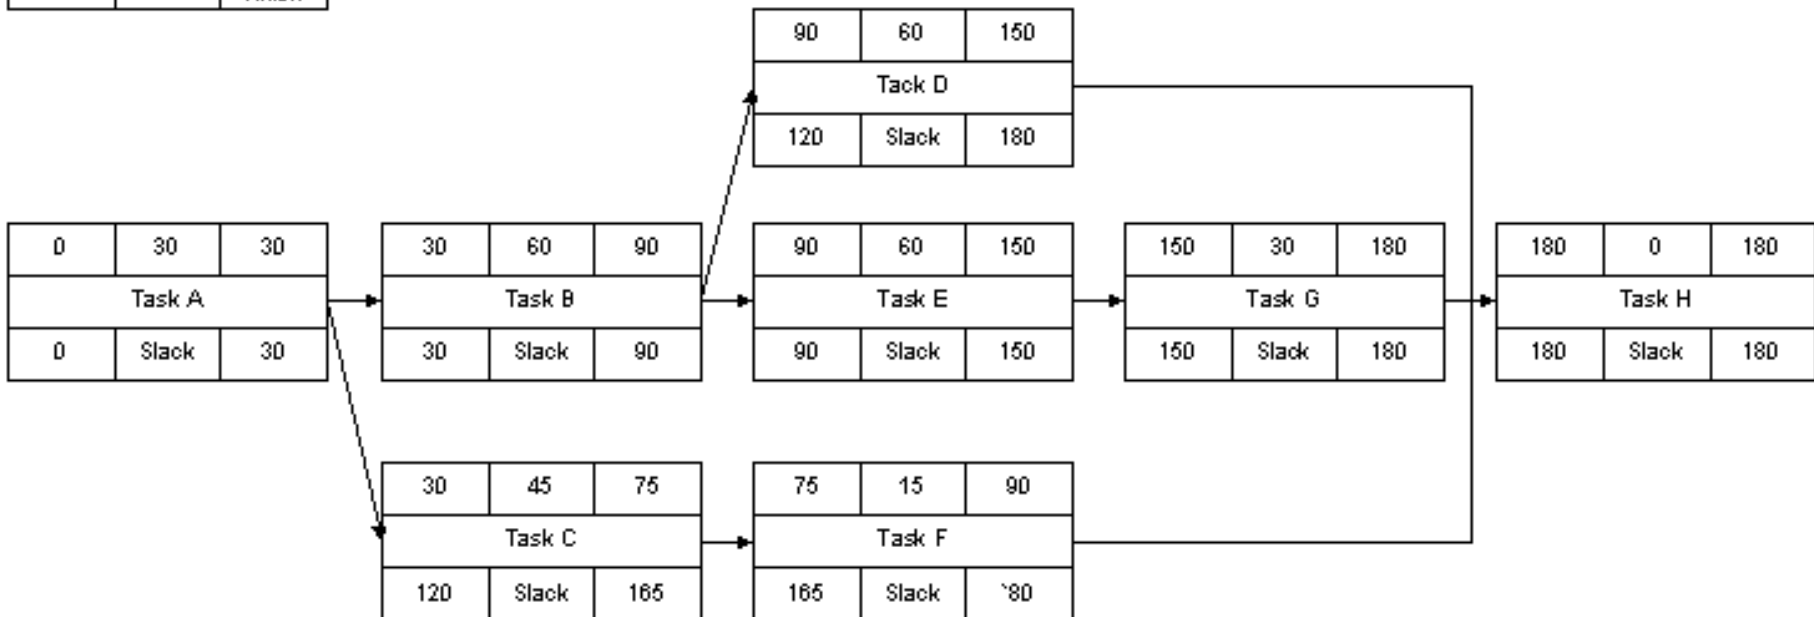 90 60 150
Tack D
120 Slack 180
0 30 30
Task A
0 Slack 30
30 60 90
Task B
30 Slack 90
90 60 150
Task E
90 Slack 150
150 30 180
Task G
150 Slack 180
180 0 180
Task H
180 Slack 180
30 45 75
Task C
120 Slack 165
75 15 90
Task F
165 Slack `80